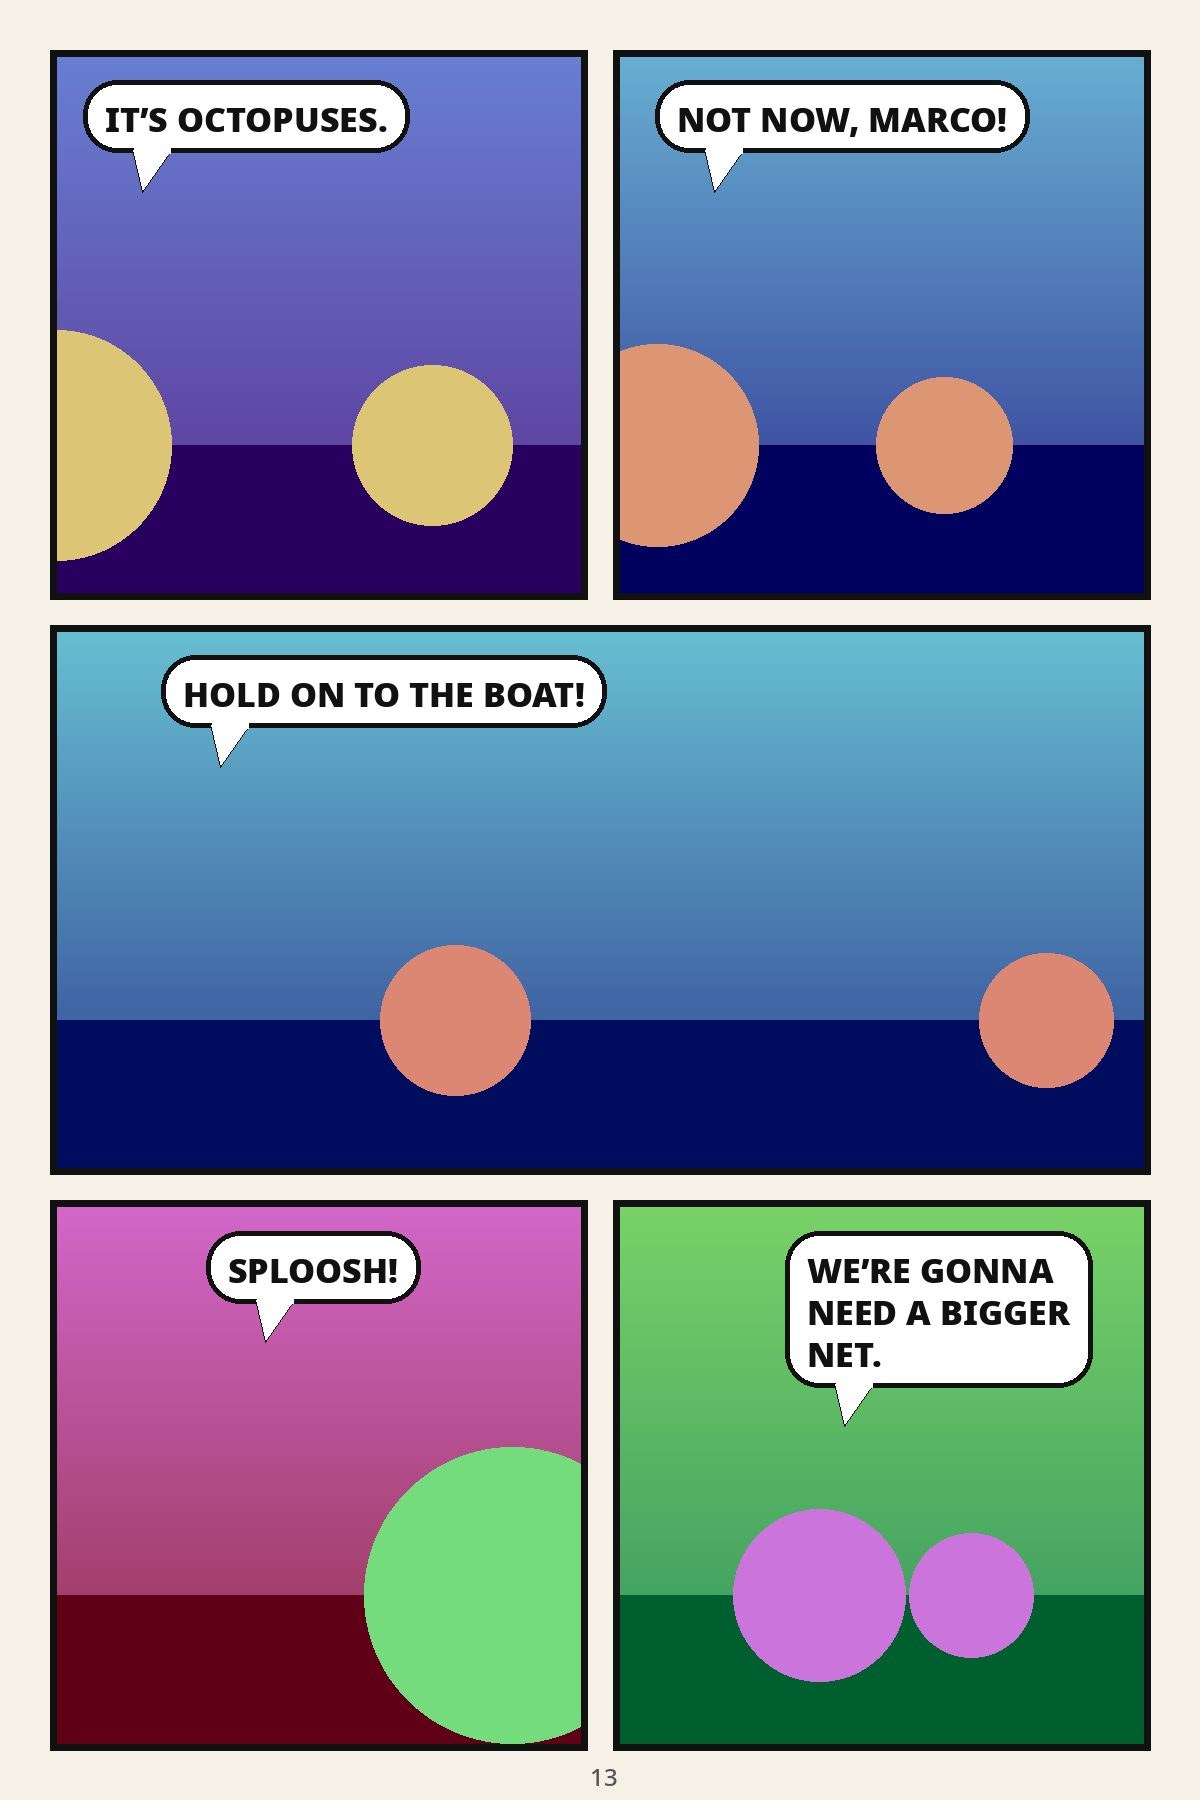 IT’S OCTOPUSES.
NOT NOW, MARCO!
HOLD ON TO THE BOAT!
SPLOOSH!
WE’RE GONNA
NEED A BIGGER
NET.
13